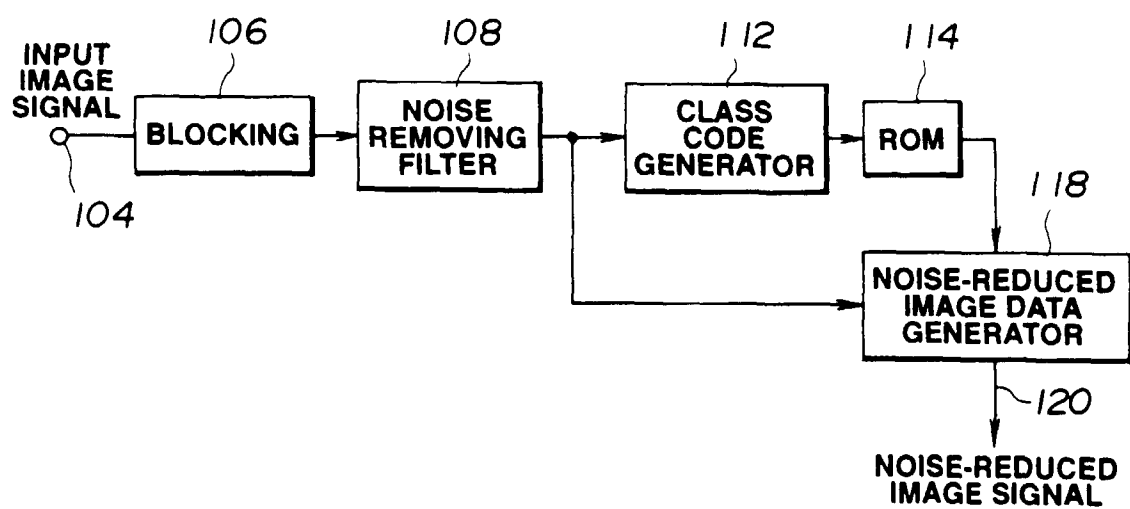 106
108
112
114
INPUT
IMAGE
SIGNAL
BLOCKING
NOISE
REMOVING
FILTER
CLASS
CODE
GENERATOR
ROM
104
118
NOISE-REDUCED
IMAGE DATA
GENERATOR
120
NOISE-REDUCED
IMAGE SIGNAL